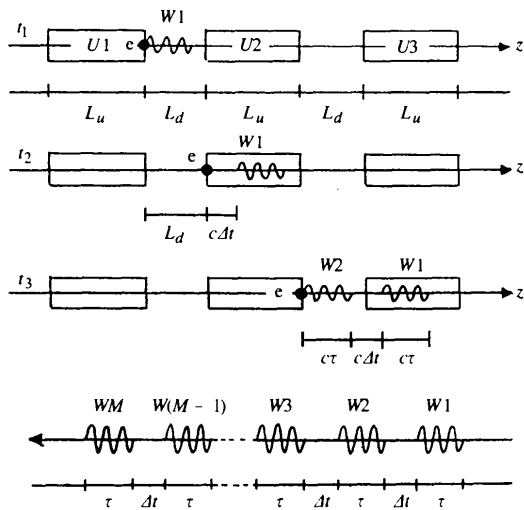 W1
t1 U1 e U2 U3 z
Lu Ld Lu Ld Lu
t2 e W1 z
Ld cΔt
t3 e W2 W1 z
cτ cΔt cτ
WM W(M − 1) W3 W2 W1
τ Δt τ τ Δt τ Δt τ